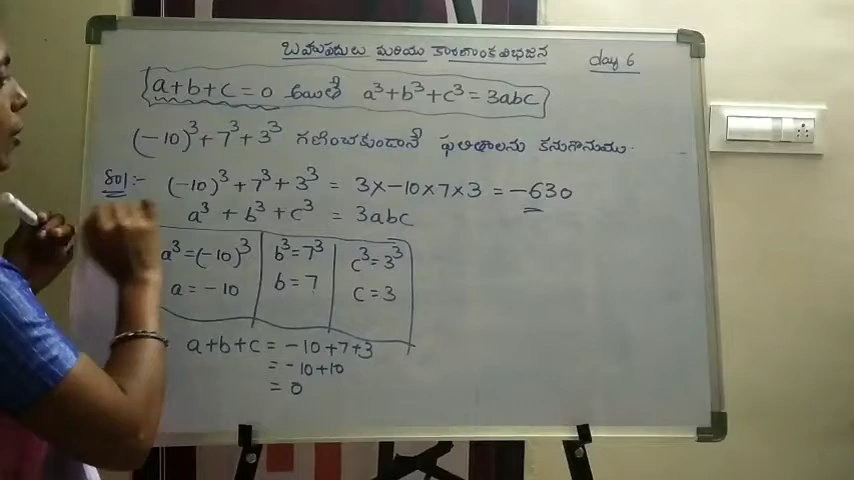 బహుపదులు మరియు కారణాంకవిభజన day 6
a+b+c=0 అయితే a³+b³+c³=3abc
(-10)³+7³+3³ గణించకుండానే ఫలితాలను కనుగొనుము.
Sol:- (-10)³+7³+3³ = 3×-10×7×3 = -630
a³ + b³ + c³ = 3abc
a³=(-10)³ b³=7³ c³=3³
a=-10 b=7 c=3
a+b+c = -10+7+3
= -10+10
= 0